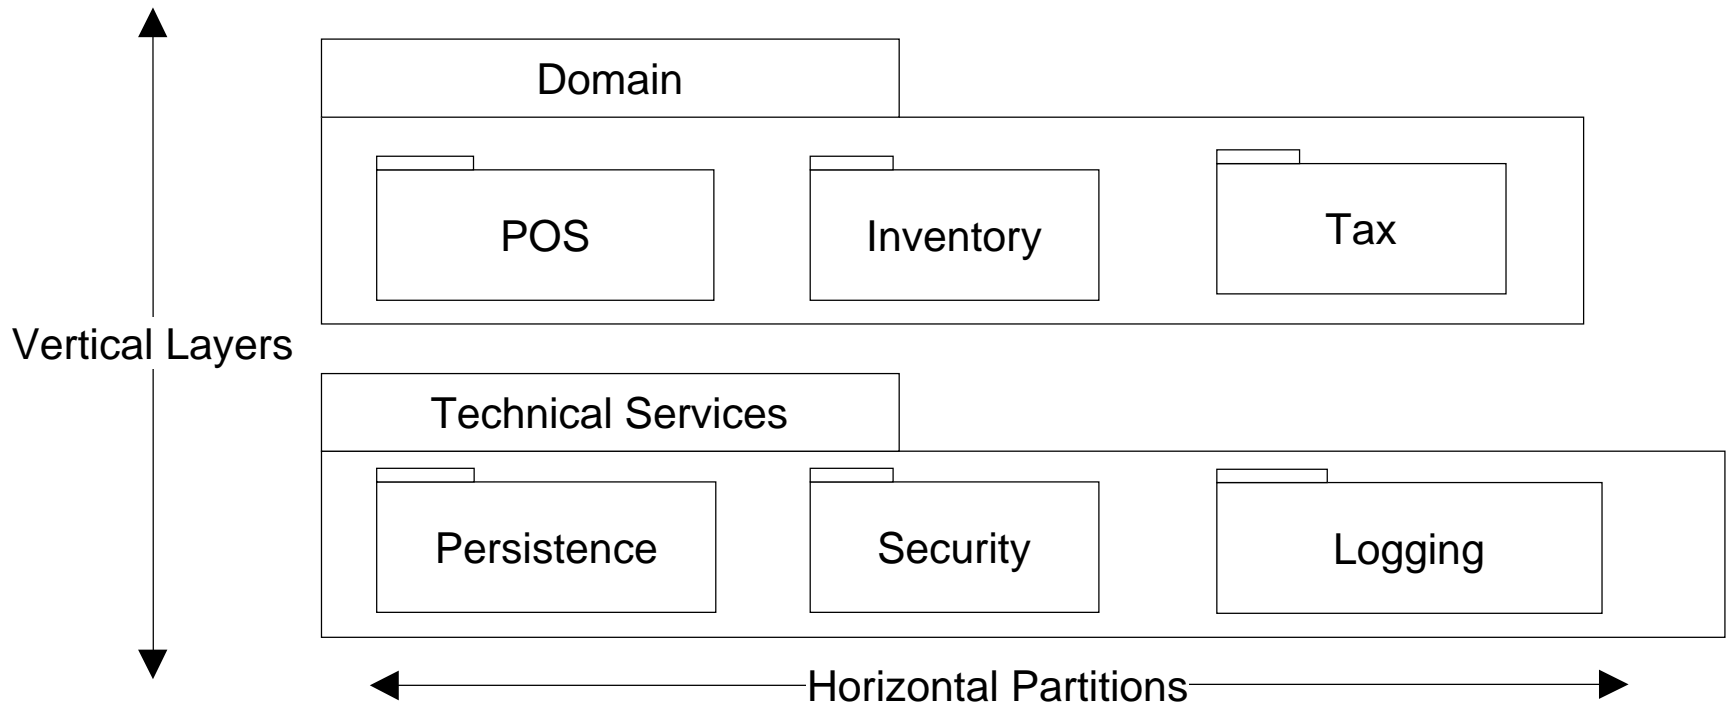 Domain
POS
Inventory
Tax
Vertical Layers
Technical Services
Persistence
Security
Logging
Horizontal Partitions